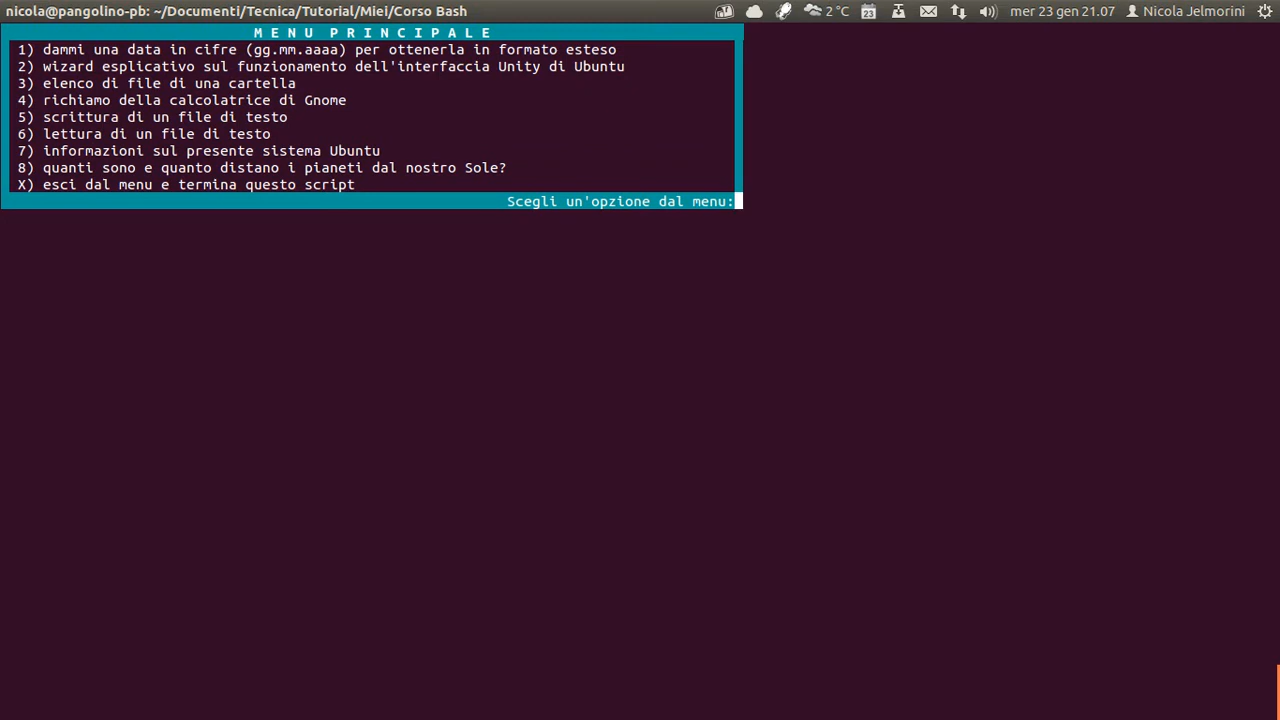 nicola@pangolino-pb: ~/Documenti/Tecnica/Tutorial/Miei/Corso Bash 2°C 23 mer 23 gen 21.07 Nicola Jelmorini
M E N U P R I N C I P A L E
1) dammi una data in cifre (gg.mm.aaaa) per ottenerla in formato esteso
2) wizard esplicativo sul funzionamento dell'interfaccia Unity di Ubuntu
3) elenco di file di una cartella
4) richiamo della calcolatrice di Gnome
5) scrittura di un file di testo
6) lettura di un file di testo
7) informazioni sul presente sistema Ubuntu
8) quanti sono e quanto distano i pianeti dal nostro Sole?
X) esci dal menu e termina questo script
Scegli un'opzione dal menu: